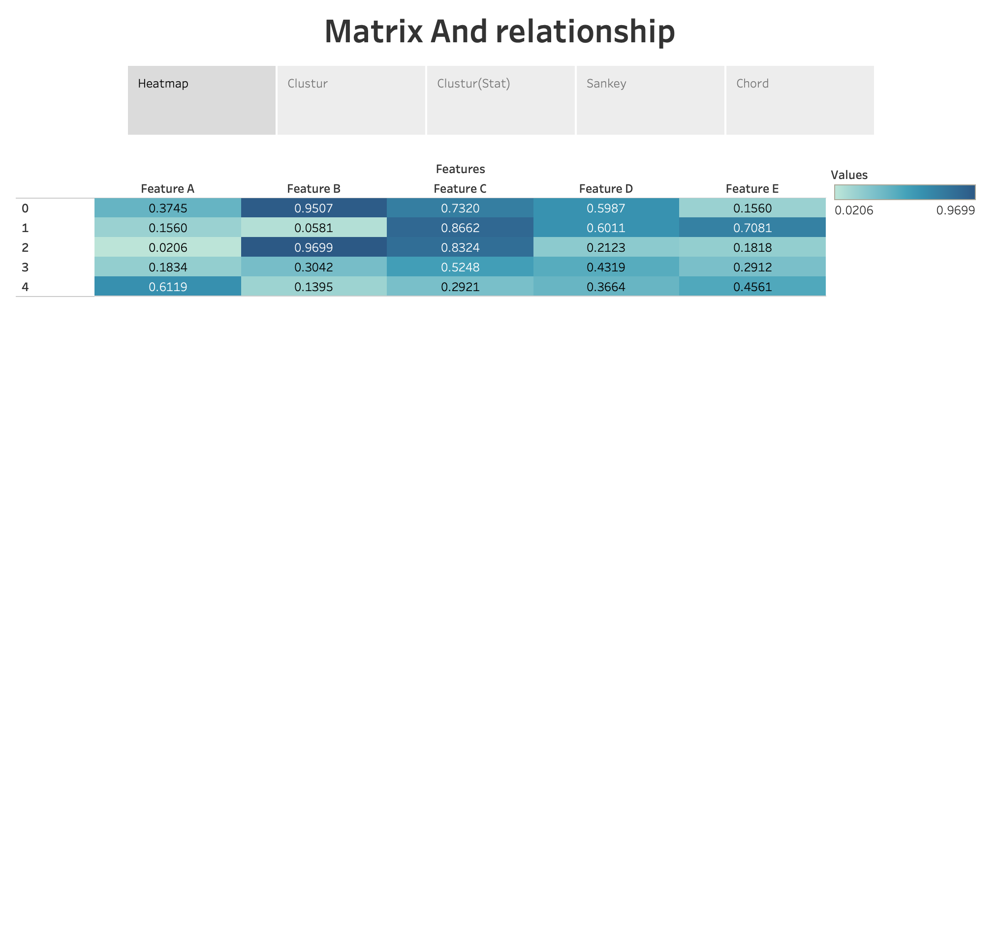 Matrix And relationship
Heatmap Clustur Clustur(Stat) Sankey Chord
Features
Feature A Feature B Feature C Feature D Feature E
0 0.3745 0.9507 0.7320 0.5987 0.1560
1 0.1560 0.0581 0.8662 0.6011 0.7081
2 0.0206 0.9699 0.8324 0.2123 0.1818
3 0.1834 0.3042 0.5248 0.4319 0.2912
4 0.6119 0.1395 0.2921 0.3664 0.4561
Values
0.0206 0.9699